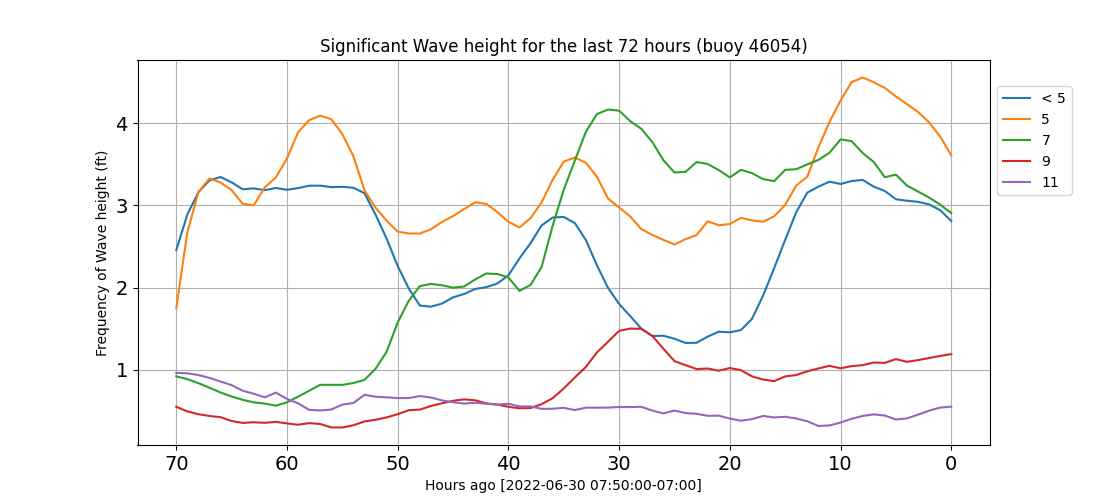 Significant Wave height for the last 72 hours (buoy 46054)
Frequency of Wave height (ft)
4
3
2
1
70 60 50 40 30 20 10 0
Hours ago [2022-06-30 07:50:00-07:00]
< 5
5
7
9
11